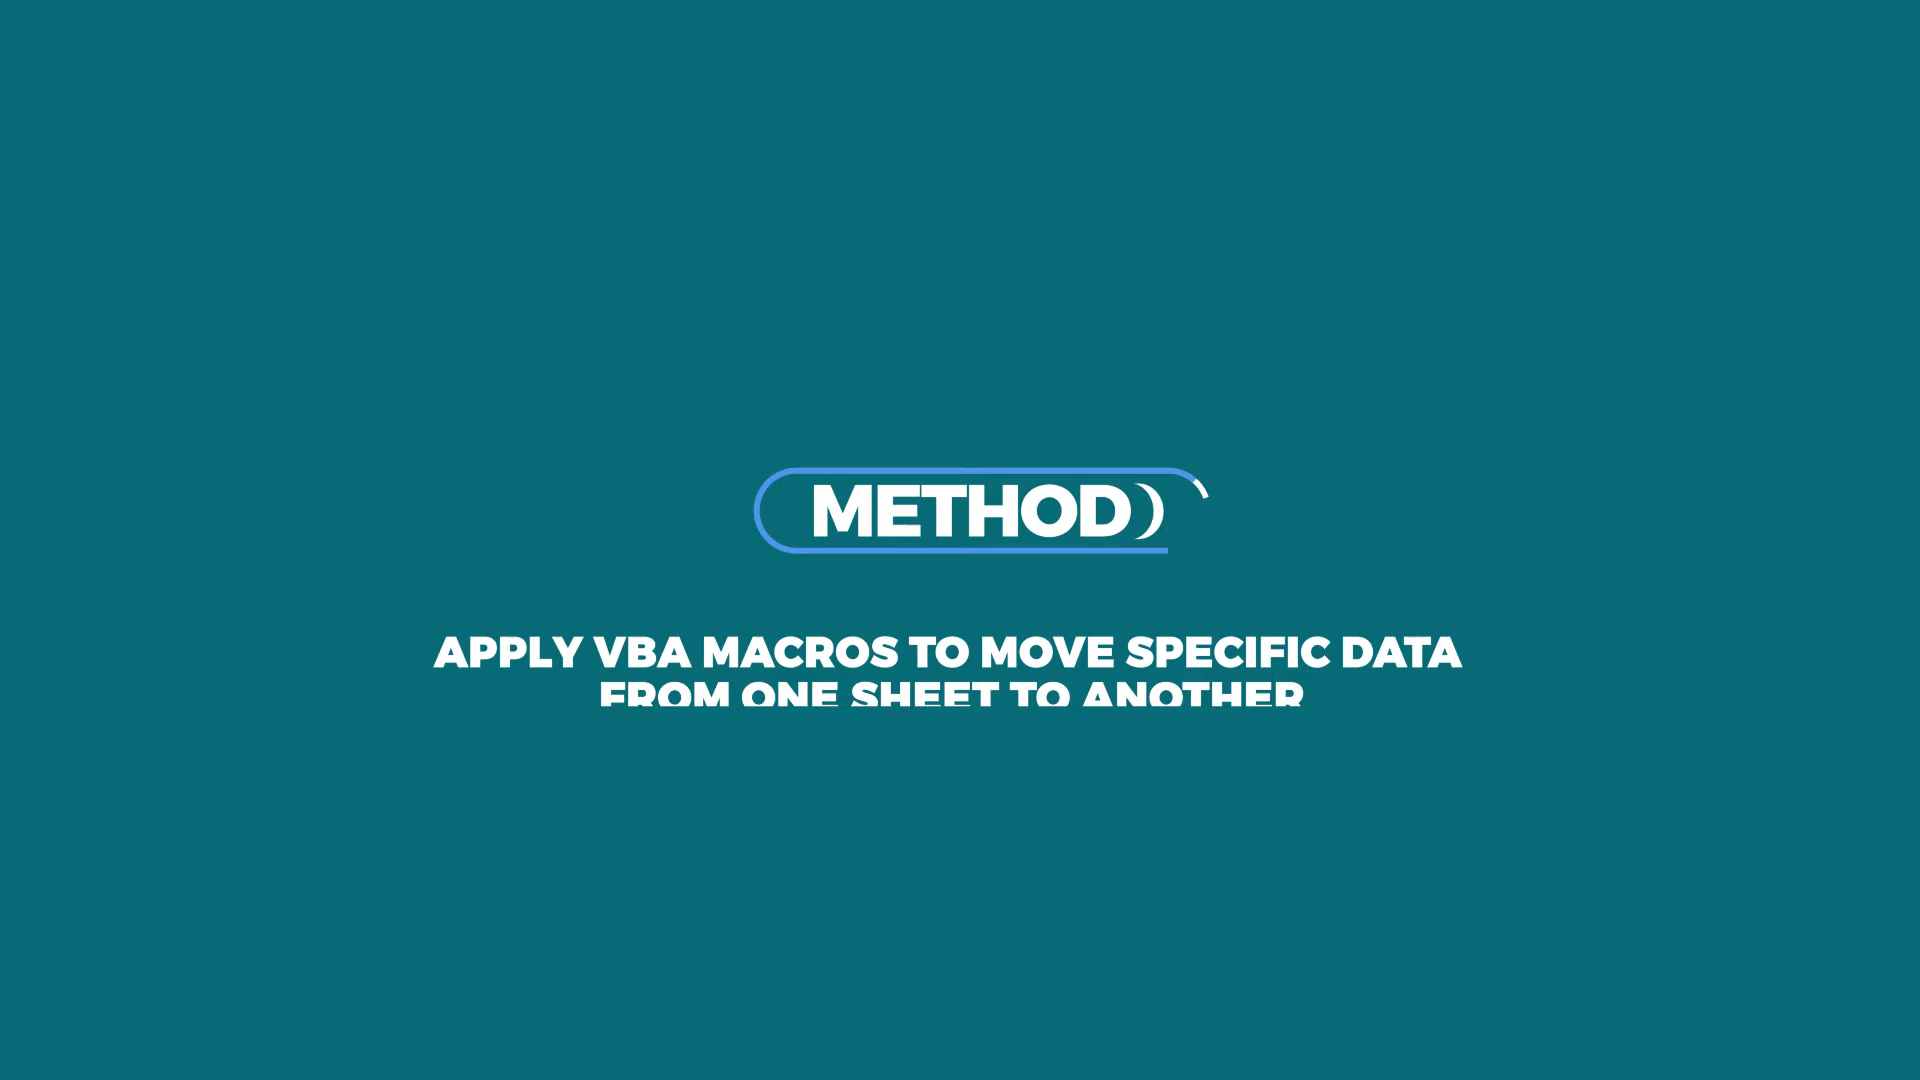 METHOD
APPLY VBA MACROS TO MOVE SPECIFIC DATA
FROM ONE SHEET TO ANOTHER